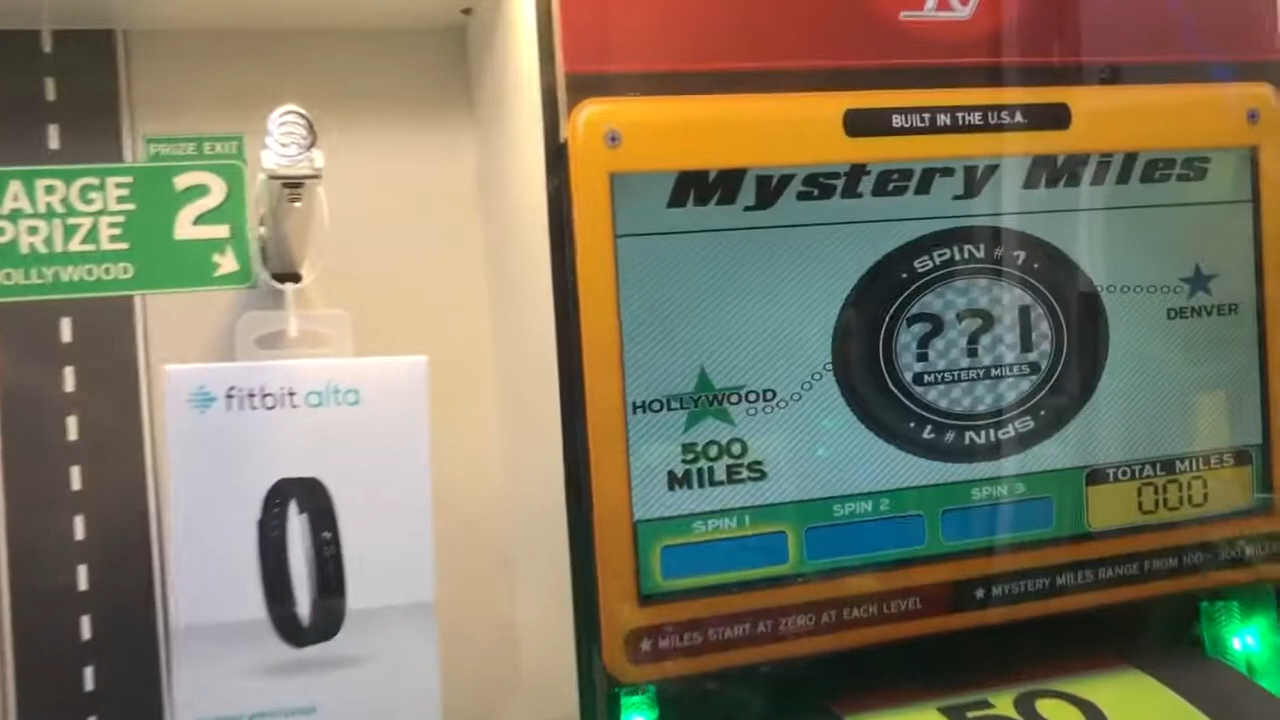 PRIZE EXIT
ARGE
PRIZE
2
OLLYWOOD
fitbit alta
BUILT IN THE U.S.A.
Mystery Miles
SPIN #1
??1
MYSTERY MILES
SPIN #1
DENVER
HOLLYWOOD
500
MILES
SPIN 1
SPIN 2
SPIN 3
TOTAL MILES
000
★ MILES START AT ZERO AT EACH LEVEL
★ MYSTERY MILES RANGE FROM 100 - 300 MILES
50